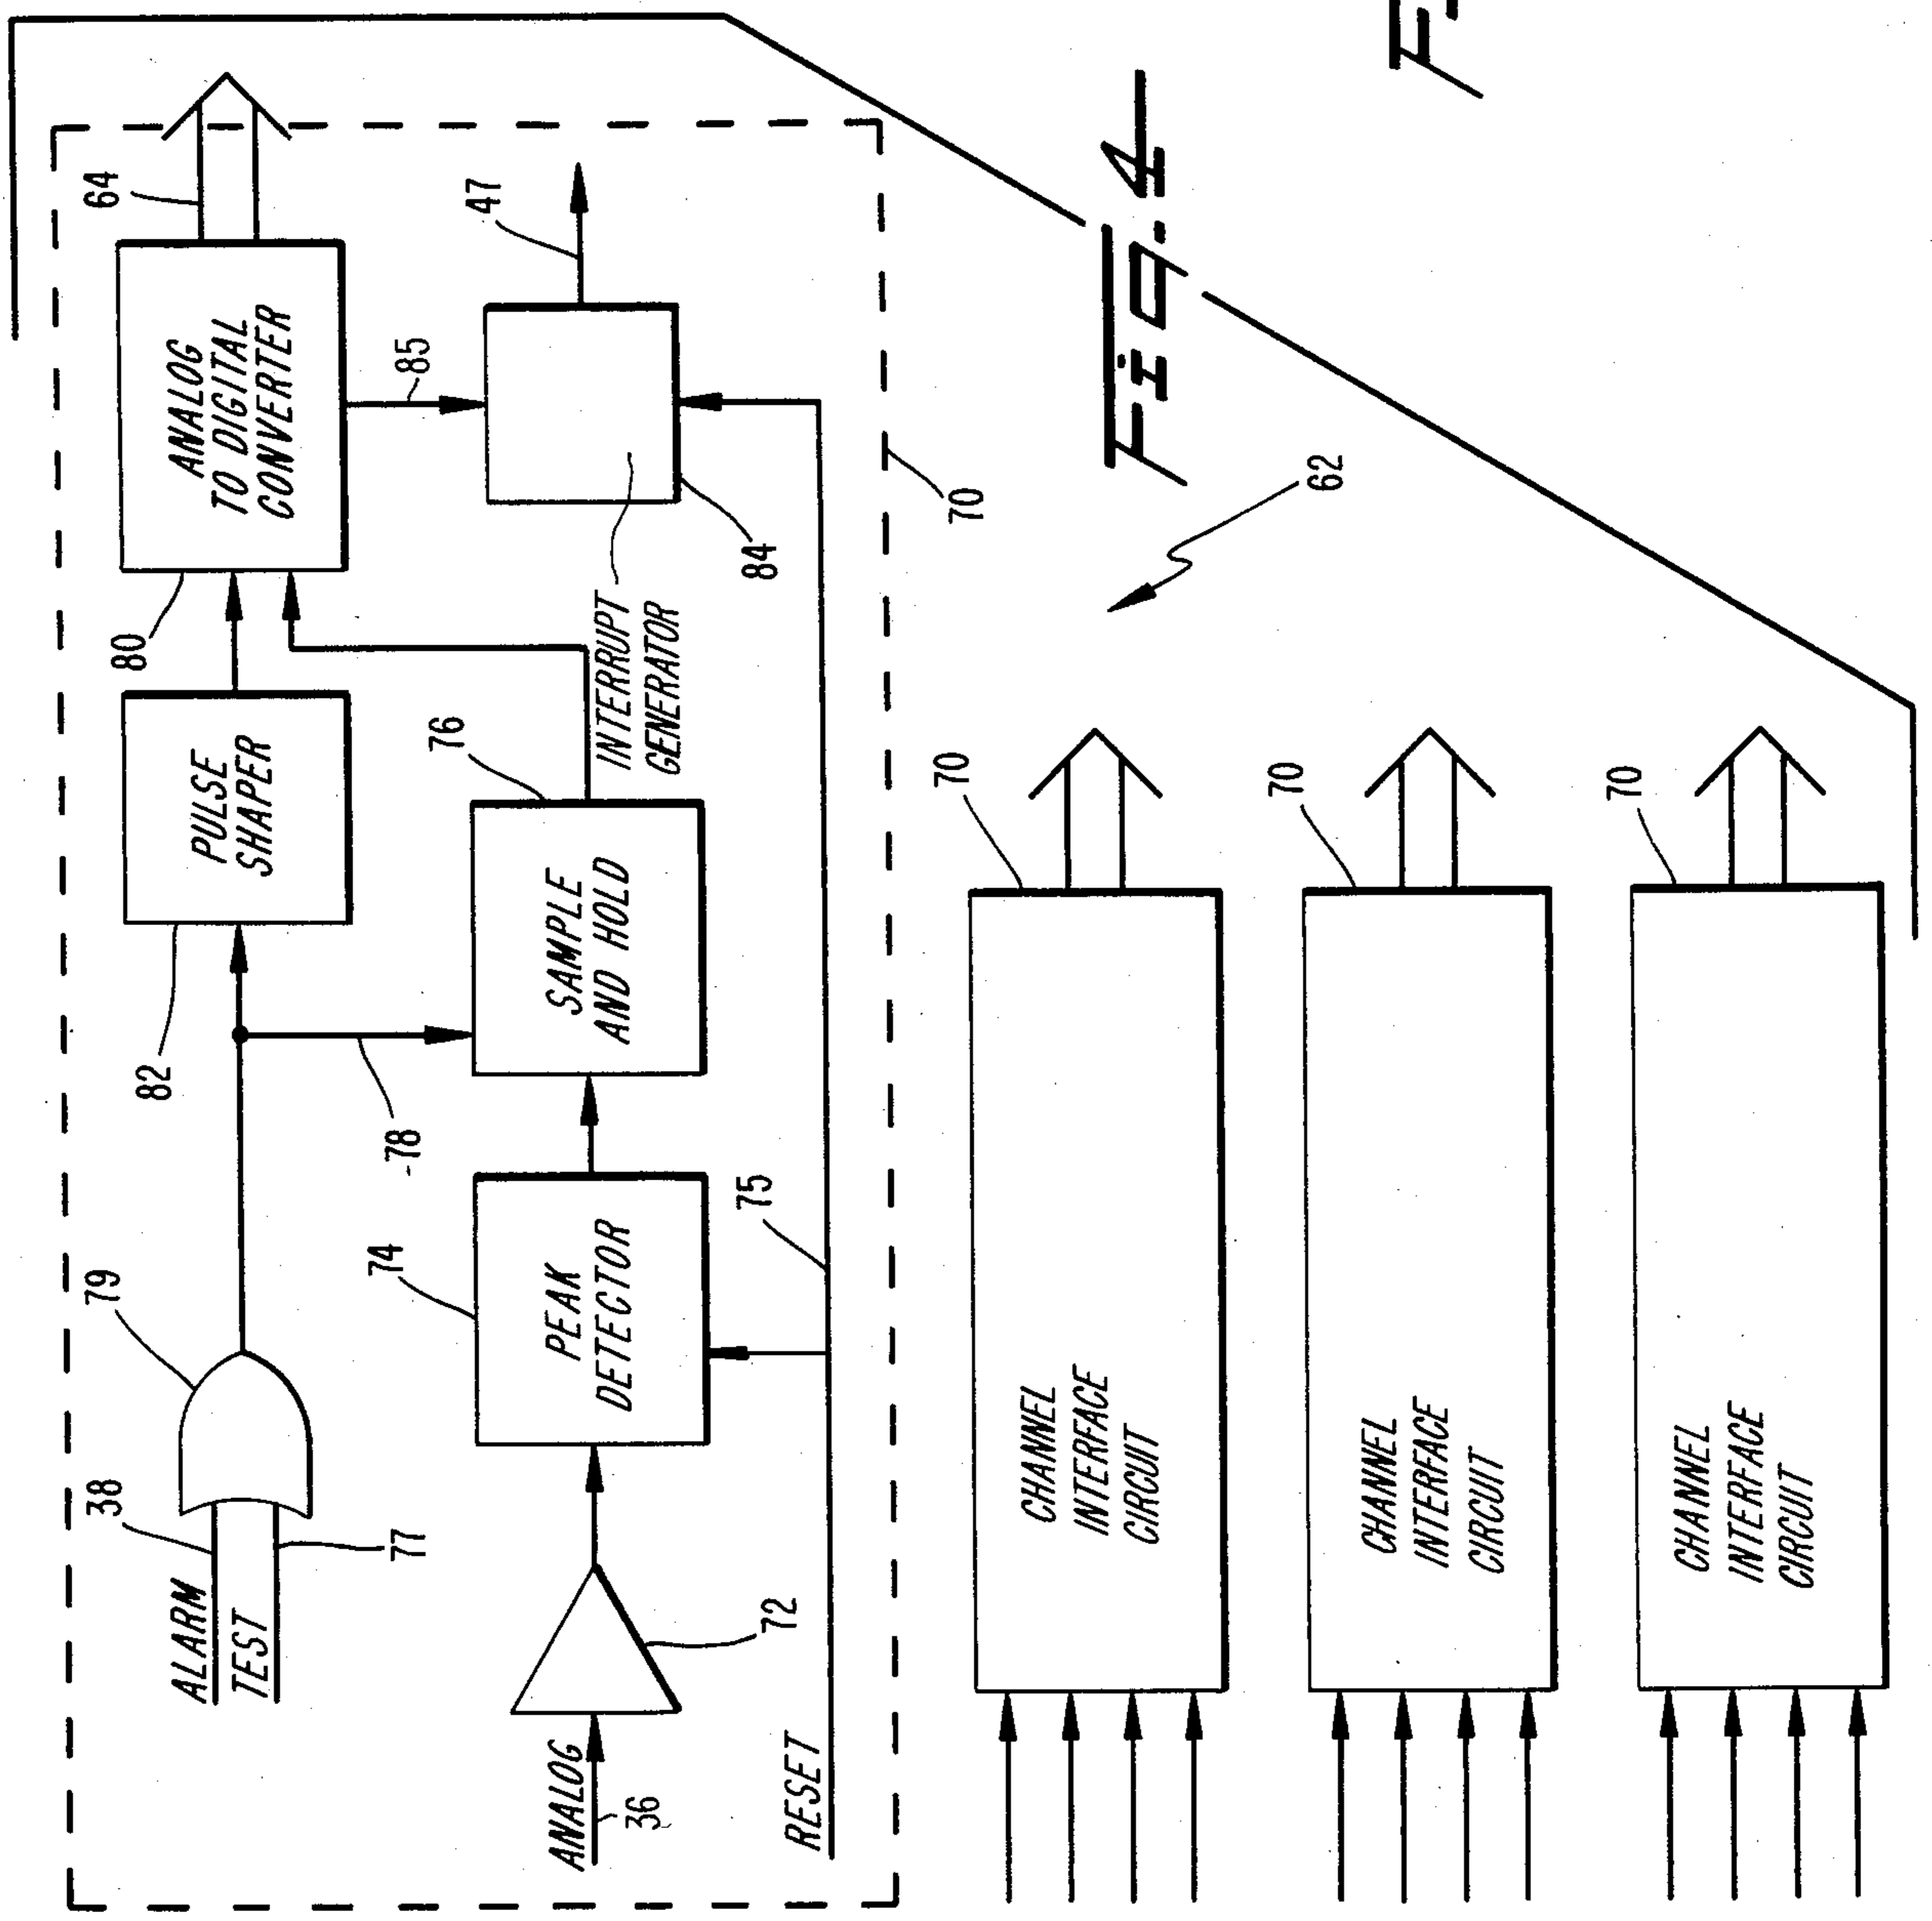 ALARM
38
TEST
77
79
78
82
PULSE
SHAPER
80
ANALOG
TO DIGITAL
CONVERTER
64
85
47
ANALOG
36
72
74
PEAK
DETECTOR
76
SAMPLE
AND HOLD
INTERRUPT
GENERATOR
84
RESET
75
70
CHANNEL
INTERFACE
CIRCUIT
70
62
Fig. 4
CHANNEL
INTERFACE
CIRCUIT
70
CHANNEL
INTERFACE
CIRCUIT
70